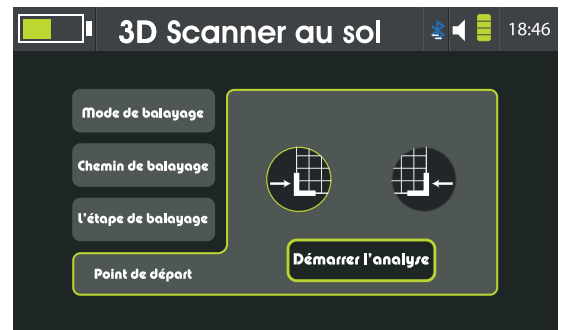 3D Scanner au sol
18:46
Mode de balayage
Chemin de balayage
L'étape de balayage
Point de départ
Démarrer l'analyse